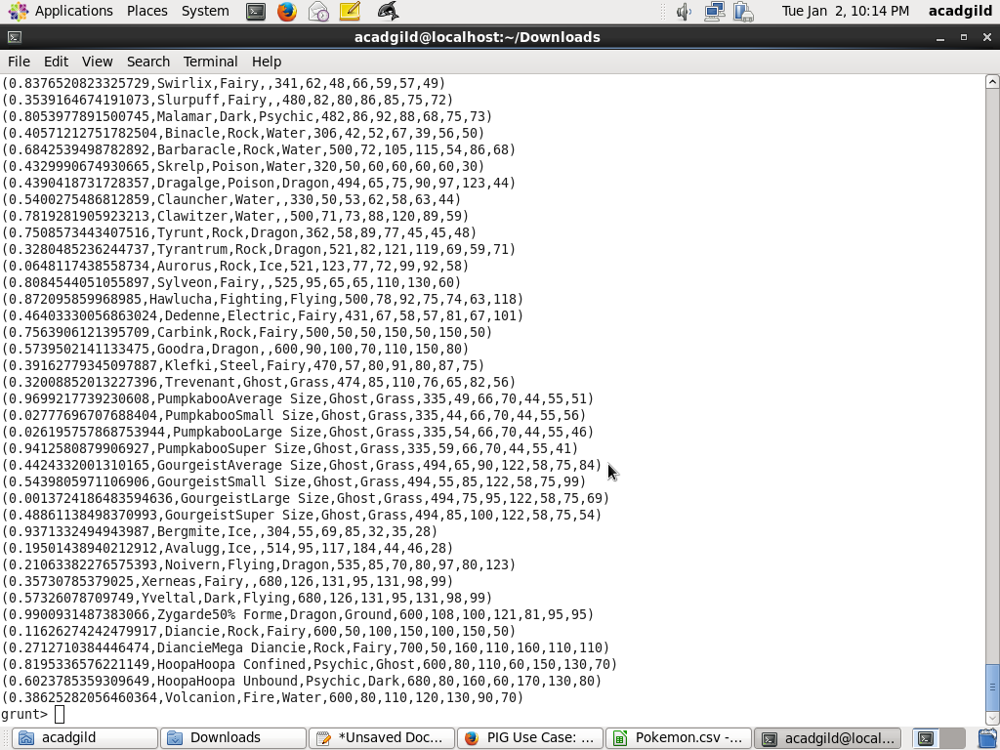 Applications Places System Tue Jan 2, 10:14 PM acadgild
acadgild@localhost:~/Downloads
File Edit View Search Terminal Help
(0.8376520823325729,Swirlix,Fairy,,341,62,48,66,59,57,49)
(0.3539164674191073,Slurpuff,Fairy,,480,82,80,86,85,75,72)
(0.8053977891500745,Malamar,Dark,Psychic,482,86,92,88,68,75,73)
(0.40571212751782504,Binacle,Rock,Water,306,42,52,67,39,56,50)
(0.6842539498782892,Barbaracle,Rock,Water,500,72,105,115,54,86,68)
(0.4329990674930665,Skrelp,Poison,Water,320,50,60,60,60,60,30)
(0.4390418731728357,Dragalge,Poison,Dragon,494,65,75,90,97,123,44)
(0.5400275486812859,Clauncher,Water,,330,50,53,62,58,63,44)
(0.7819281905923213,Clawitzer,Water,,500,71,73,88,120,89,59)
(0.7508573443407516,Tyrunt,Rock,Dragon,362,58,89,77,45,45,48)
(0.3280485236244737,Tyrantrum,Rock,Dragon,521,82,121,119,69,59,71)
(0.0648117438558734,Aurorus,Rock,Ice,521,123,77,72,99,92,58)
(0.8084544051055897,Sylveon,Fairy,,525,95,65,65,110,130,60)
(0.872095859968985,Hawlucha,Fighting,Flying,500,78,92,75,74,63,118)
(0.46403330056863024,Dedenne,Electric,Fairy,431,67,58,57,81,67,101)
(0.7563906121395709,Carbink,Rock,Fairy,500,50,50,150,50,150,50)
(0.5739502141133475,Goodra,Dragon,,600,90,100,70,110,150,80)
(0.39162779345097887,Klefki,Steel,Fairy,470,57,80,91,80,87,75)
(0.32008852013227396,Trevenant,Ghost,Grass,474,85,110,76,65,82,56)
(0.9699217739230608,PumpkabooAverage Size,Ghost,Grass,335,49,66,70,44,55,51)
(0.02777696707688404,PumpkabooSmall Size,Ghost,Grass,335,44,66,70,44,55,56)
(0.026195757868753944,PumpkabooLarge Size,Ghost,Grass,335,54,66,70,44,55,46)
(0.9412580879906927,PumpkabooSuper Size,Ghost,Grass,335,59,66,70,44,55,41)
(0.4424332001310165,GourgeistAverage Size,Ghost,Grass,494,65,90,122,58,75,84)
(0.5439805971106906,GourgeistSmall Size,Ghost,Grass,494,55,85,122,58,75,99)
(0.0013724186483594636,GourgeistLarge Size,Ghost,Grass,494,75,95,122,58,75,69)
(0.48861138498370993,GourgeistSuper Size,Ghost,Grass,494,85,100,122,58,75,54)
(0.9371332494943987,Bergmite,Ice,,304,55,69,85,32,35,28)
(0.19501438940212912,Avalugg,Ice,,514,95,117,184,44,46,28)
(0.21063382276575393,Noivern,Flying,Dragon,535,85,70,80,97,80,123)
(0.35730785379025,Xerneas,Fairy,,680,126,131,95,131,98,99)
(0.57326078709749,Yveltal,Dark,Flying,680,126,131,95,131,98,99)
(0.9900931487383066,Zygarde50% Forme,Dragon,Ground,600,108,100,121,81,95,95)
(0.11626274242479917,Diancie,Rock,Fairy,600,50,100,150,100,150,50)
(0.2712710384446474,DiancieMega Diancie,Rock,Fairy,700,50,160,110,160,110,110)
(0.8195336576221149,HoopaHoopa Confined,Psychic,Ghost,600,80,110,60,150,130,70)
(0.6023785359309649,HoopaHoopa Unbound,Psychic,Dark,680,80,160,60,170,130,80)
(0.38625282056460364,Volcanion,Fire,Water,600,80,110,120,130,90,70)
grunt>
acadgild Downloads *Unsaved Doc... PIG Use Case: ... Pokemon.csv -... acadgild@local...